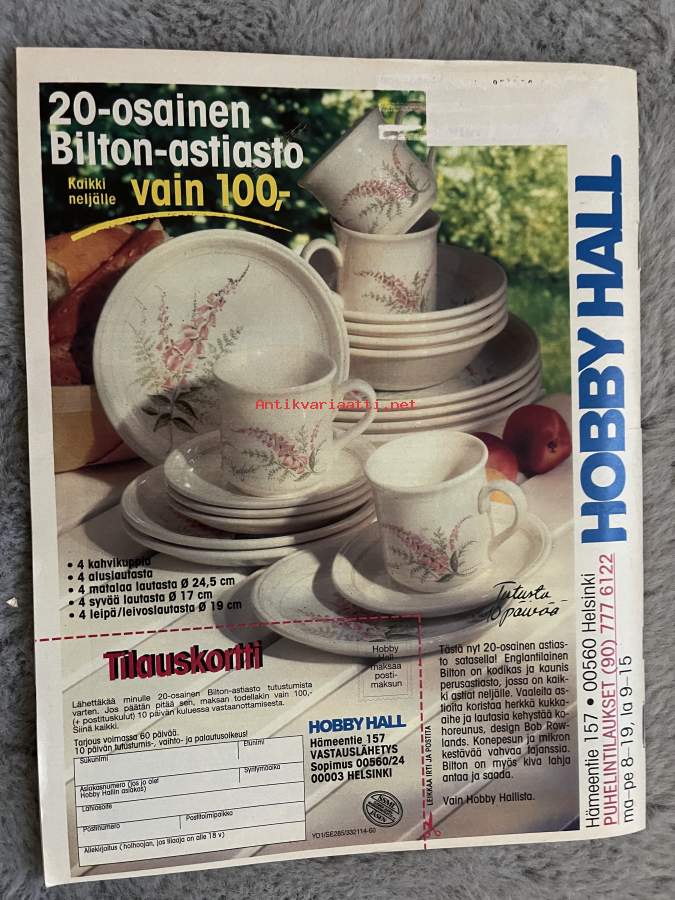 20-osainen
Bilton-astiasto
Kaikki
neljälle vain 100,-
Antikvariaatti.net
• 4 kahvikuppia
• 4 aluslautasta
• 4 matalaa lautasta Ø 24,5 cm
• 4 syvää lautasta Ø 17 cm
• 4 leipä/leivoslautasta Ø 19 cm
Tutustu
10 päivää
Tilauskortti
Lähettäkää minulle 20-osainen Bilton-astiasto tutustumista
varten. Jos päätän pitää sen, maksan todellakin vain 100,-
(+ postituskulut) 10 päivän kuluessa vastaanottamisesta.
Siinä kaikki.
Tarjous voimassa 60 päivää.
10 päivän tutustumis-, vaihto- ja palautusoikeus!
Sukunimi
Etunimi
Asiakasnumero (jos jo olet
Hobby Hallin asiakas)
Syntymäaika
Lähiosoite
Postinumero
Postitoimipaikka
Allekirjoitus (holhoojan, jos tilaaja on alle 18 v)
Hobby
Hall
maksaa
posti-
maksun
HOBBY HALL
Hämeentie 157
VASTAUSLÄHETYS
Sopimus 00560/24
00003 HELSINKI
YO1/SE285/332114-60
LEIKKAA IRTI JA POSTITA
Tästä nyt 20-osainen astias-
to satasella! Englantilainen
Bilton on kodikas ja kaunis
perusastiasto, jossa on kaik-
ki astiat neljälle. Vaaleita as-
tioita koristaa herkkä kukka-
aihe ja lautasia kehystää ko-
horeunus, design Bob Row-
lands. Konepesun ja mikron
kestävää vahvaa fajanssia.
Bilton on myös kiva lahja
antaa ja saada.
Vain Hobby Hallista.
HOBBY HALL
Hämeentie 157 • 00560 Helsinki
PUHELINTILAUKSET (90) 777 6122
ma-pe 8-19, la 9-15